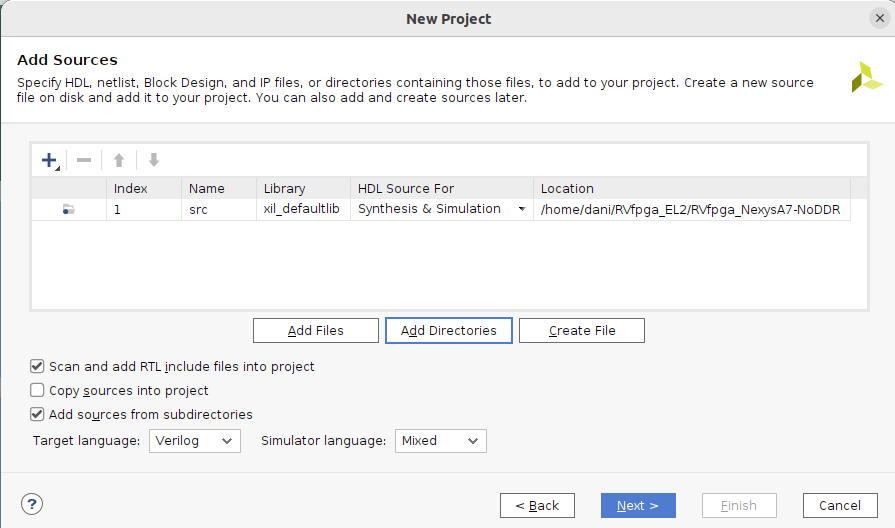 New Project
Add Sources
Specify HDL, netlist, Block Design, and IP files, or directories containing those files, to add to your project. Create a new source
file on disk and add it to your project. You can also add and create sources later.
Index Name Library HDL Source For Location
1 src xil_defaultlib Synthesis & Simulation /home/dani/RVfpga_EL2/RVfpga_NexysA7-NoDDR
Add Files Add Directories Create File
Scan and add RTL include files into project
Copy sources into project
Add sources from subdirectories
Target language: Verilog Simulator language: Mixed
? < Back Next > Finish Cancel